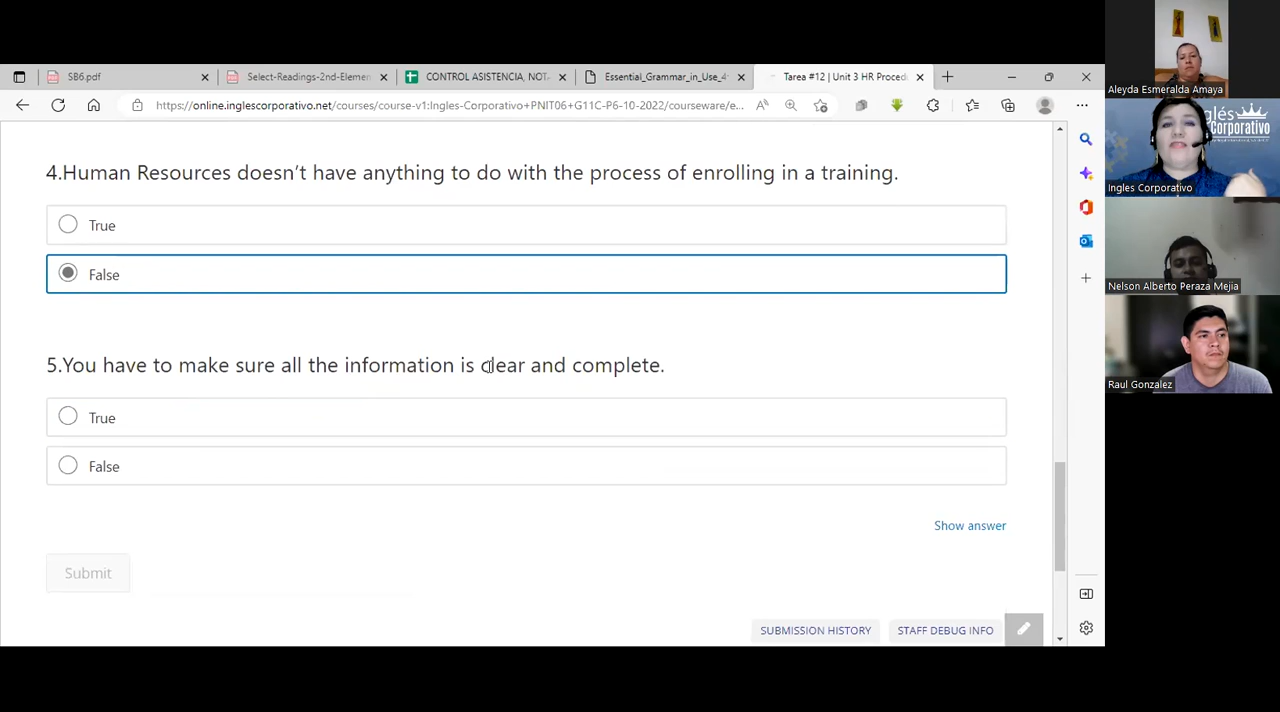 SB6.pdf
Select-Readings-2nd-Elemen
CONTROL ASISTENCIA, NOTA
Essential_Grammar_in_Use_4
Tarea #12 | Unit 3 HR Procedu
https://online.inglescorporativo.net/courses/course-v1:Ingles-Corporativo+PNIT06+G11C-P6-10-2022/courseware/e...
4.Human Resources doesn't have anything to do with the process of enrolling in a training.
True
False
5.You have to make sure all the information is clear and complete.
True
False
Show answer
Submit
SUBMISSION HISTORY
STAFF DEBUG INFO
Aleyda Esmeralda Amaya
glés
Corporativo
Ingles Corporativo
Nelson Alberto Peraza Mejia
Raul Gonzalez